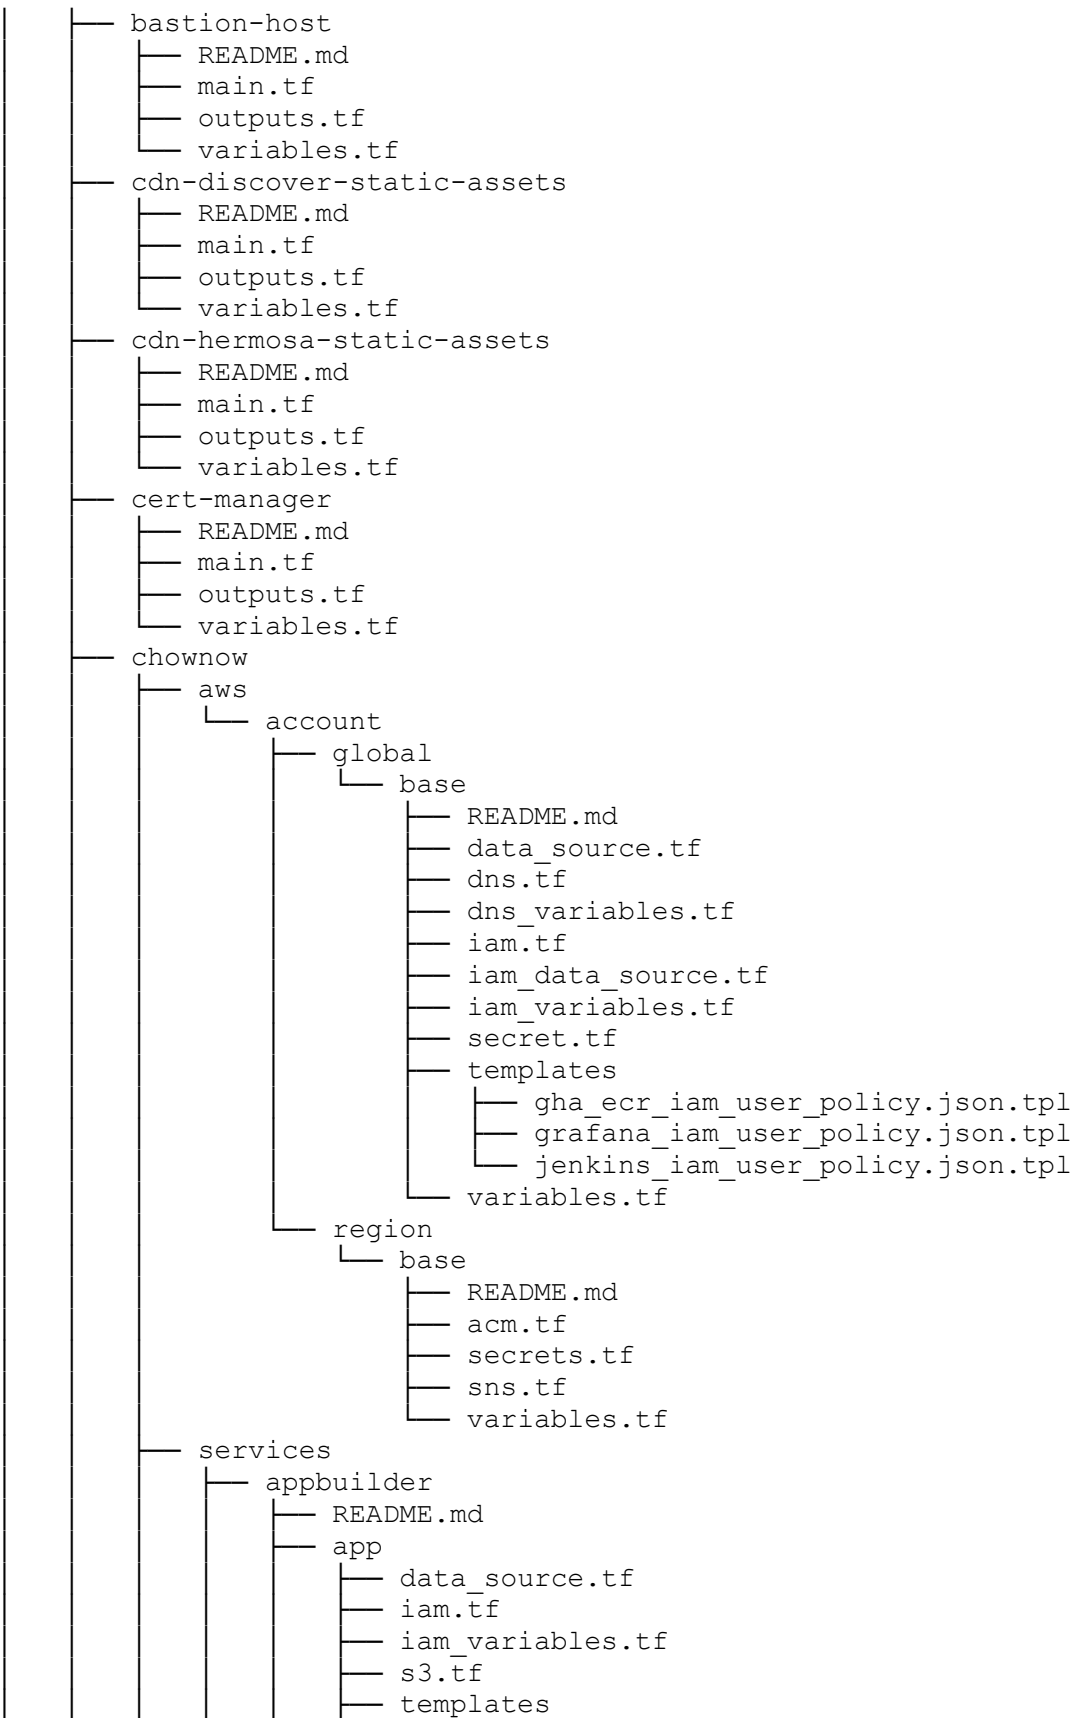 │   ├── bastion-host
│   │   ├── README.md
│   │   ├── main.tf
│   │   ├── outputs.tf
│   │   └── variables.tf
│   ├── cdn-discover-static-assets
│   │   ├── README.md
│   │   ├── main.tf
│   │   ├── outputs.tf
│   │   └── variables.tf
│   ├── cdn-hermosa-static-assets
│   │   ├── README.md
│   │   ├── main.tf
│   │   ├── outputs.tf
│   │   └── variables.tf
│   ├── cert-manager
│   │   ├── README.md
│   │   ├── main.tf
│   │   ├── outputs.tf
│   │   └── variables.tf
│   ├── chownow
│   │   ├── aws
│   │   │   └── account
│   │   │       ├── global
│   │   │       │   └── base
│   │   │       │       ├── README.md
│   │   │       │       ├── data_source.tf
│   │   │       │       ├── dns.tf
│   │   │       │       ├── dns_variables.tf
│   │   │       │       ├── iam.tf
│   │   │       │       ├── iam_data_source.tf
│   │   │       │       ├── iam_variables.tf
│   │   │       │       ├── secret.tf
│   │   │       │       ├── templates
│   │   │       │       │   ├── gha_ecr_iam_user_policy.json.tpl
│   │   │       │       │   ├── grafana_iam_user_policy.json.tpl
│   │   │       │       │   └── jenkins_iam_user_policy.json.tpl
│   │   │       │       └── variables.tf
│   │   │       └── region
│   │   │           └── base
│   │   │               ├── README.md
│   │   │               ├── acm.tf
│   │   │               ├── secrets.tf
│   │   │               ├── sns.tf
│   │   │               └── variables.tf
│   │   ├── services
│   │   │   ├── appbuilder
│   │   │   │   ├── README.md
│   │   │   │   ├── app
│   │   │   │   │   ├── data_source.tf
│   │   │   │   │   ├── iam.tf
│   │   │   │   │   ├── iam_variables.tf
│   │   │   │   │   ├── s3.tf
│   │   │   │   │   ├── templates